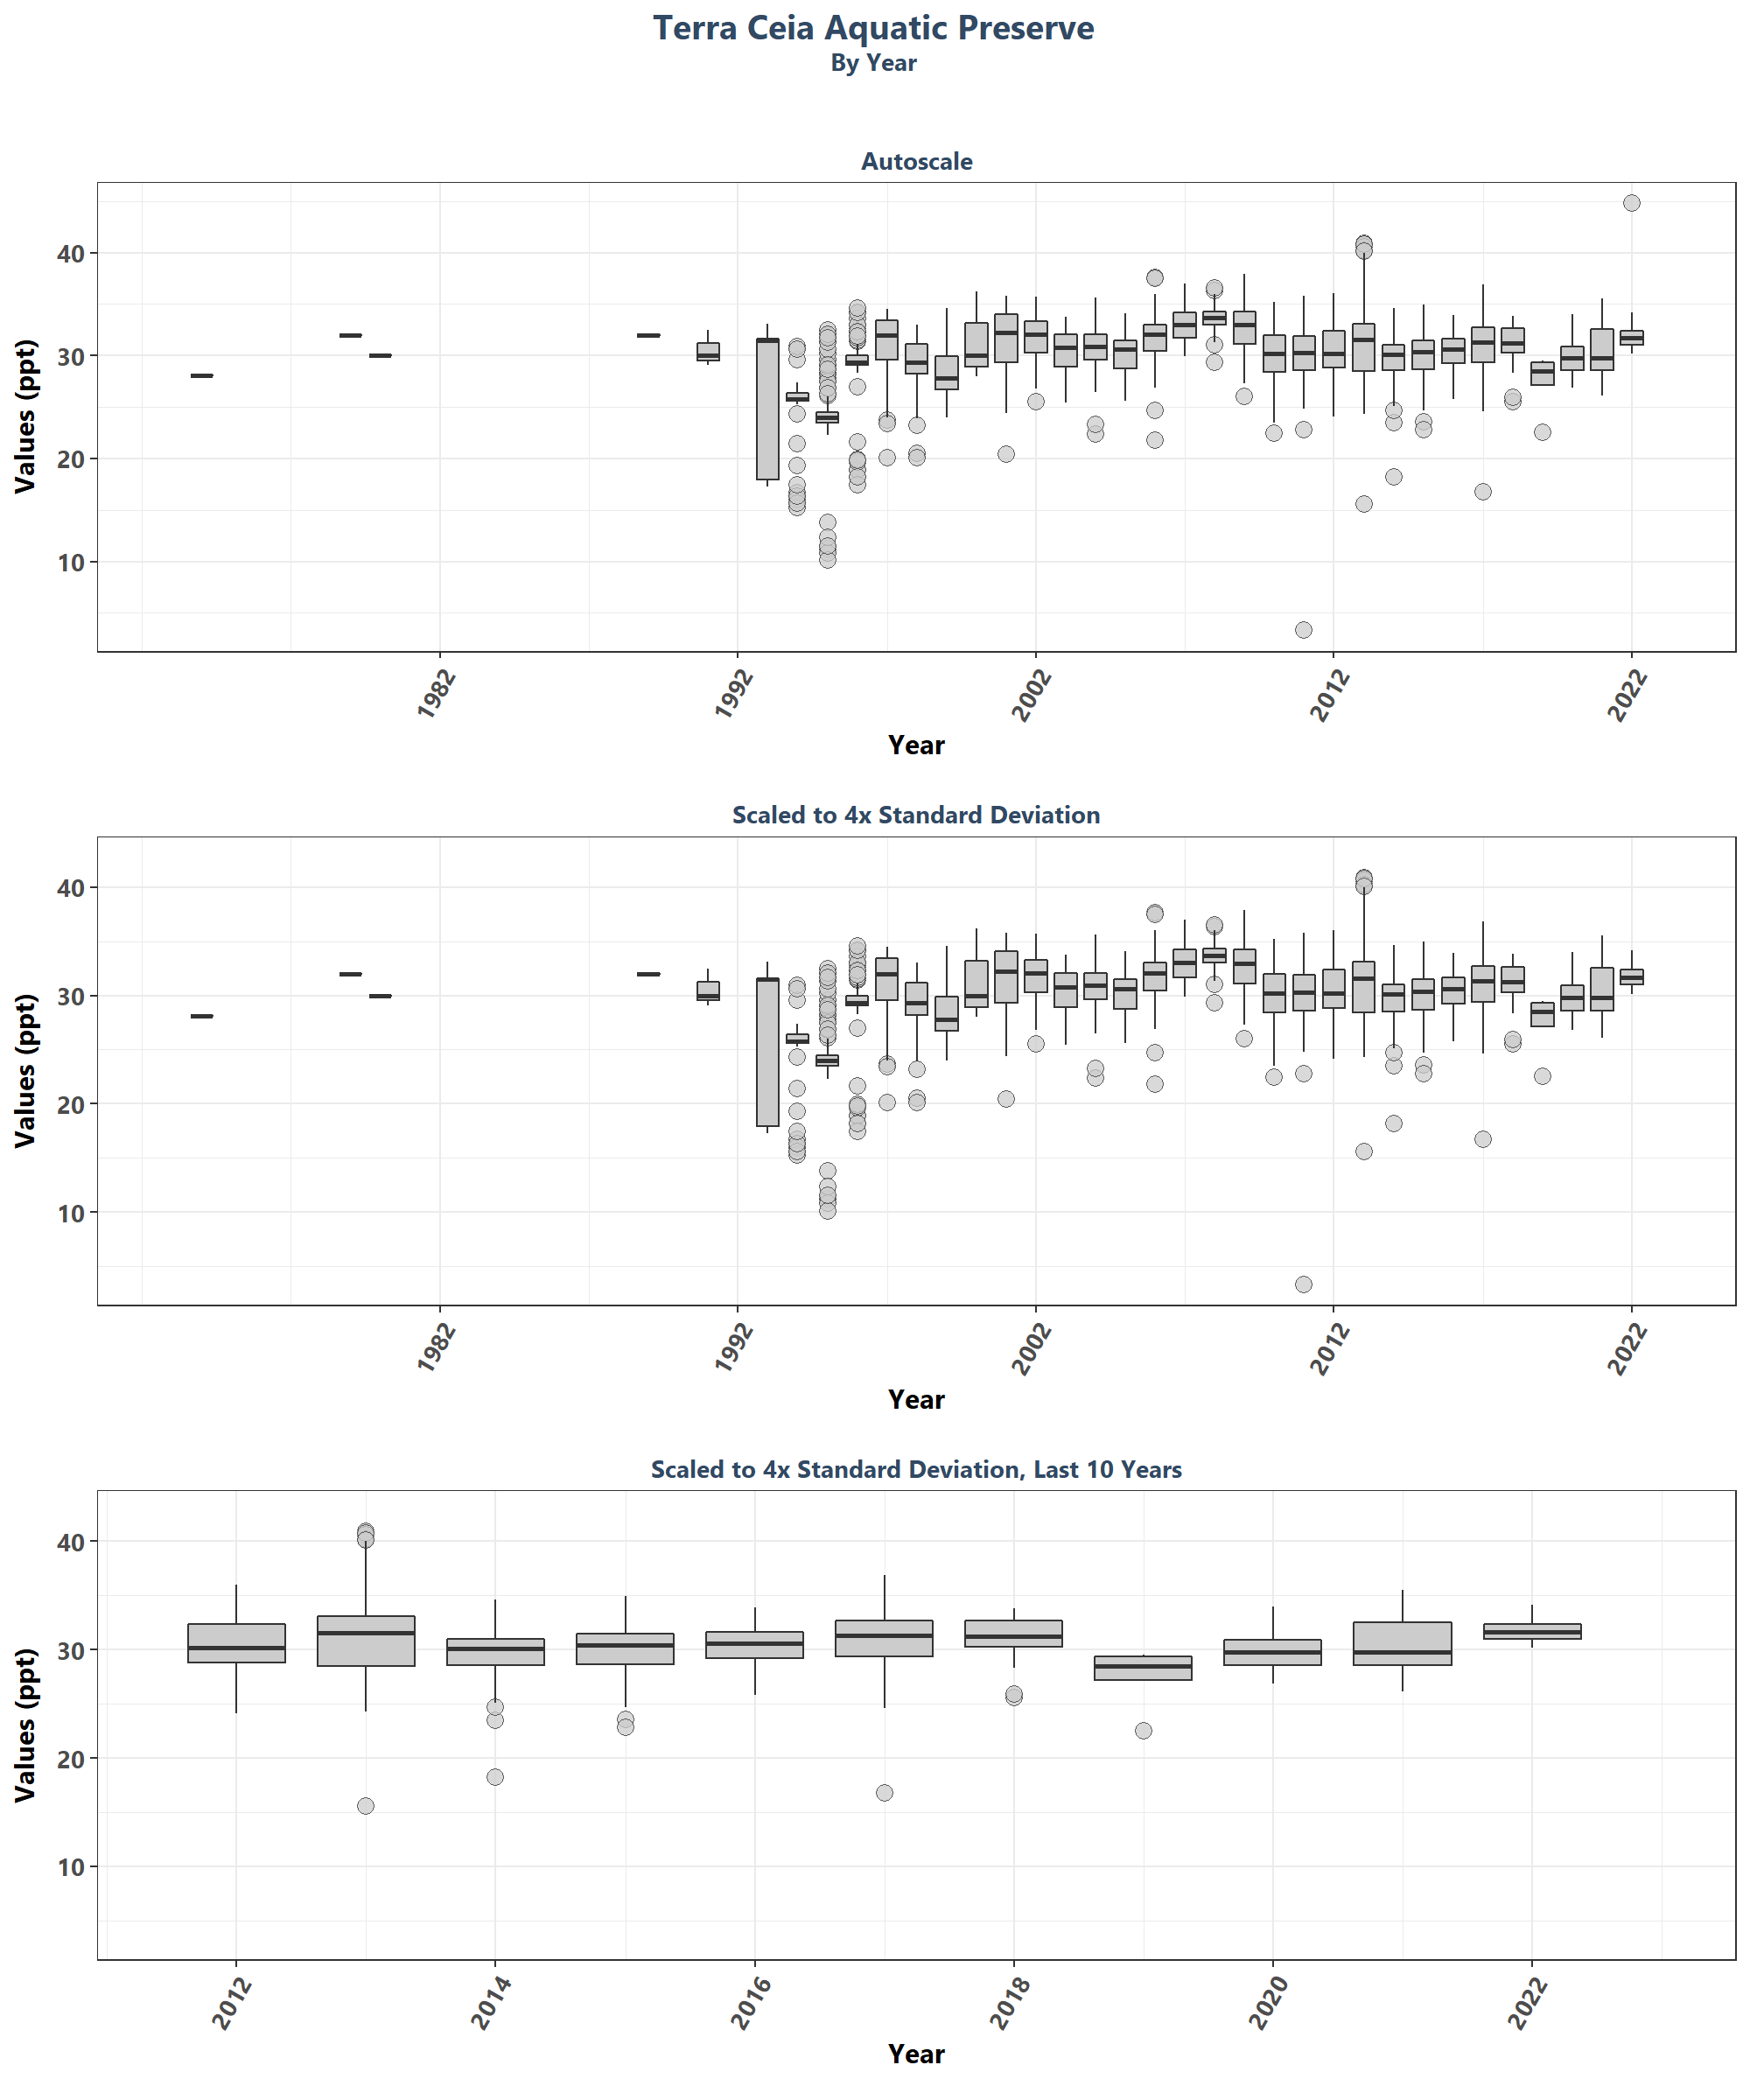 Terra Ceia Aquatic Preserve
By Year
Autoscale
Values (ppt)
40
30
20
10
1982
1992
2002
2012
2022
Year
Scaled to 4x Standard Deviation
Values (ppt)
40
30
20
10
1982
1992
2002
2012
2022
Year
Scaled to 4x Standard Deviation, Last 10 Years
Values (ppt)
40
30
20
10
2012
2014
2016
2018
2020
2022
Year